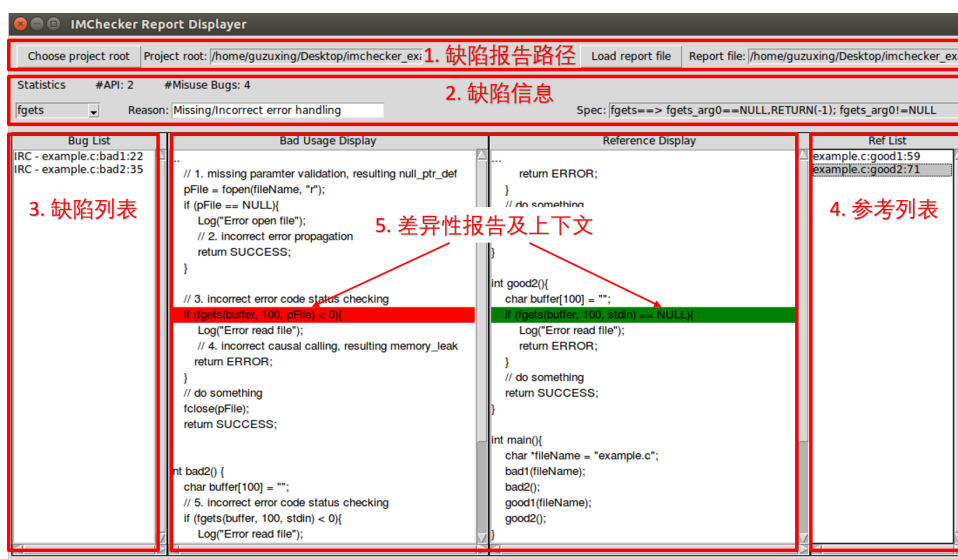 IMChecker Report Displayer
Choose project root Project root: /home/guzuxing/Desktop/imchecker_exa 1. 缺陷报告路径 Load report file Report file: /home/guzuxing/Desktop/imchecker_ex
Statistics #API: 2 #Misuse Bugs: 4
2. 缺陷信息
fgets Reason: Missing/Incorrect error handling Spec: fgets==> fgets_arg0==NULL,RETURN(-1); fgets_arg0!=NULL
Bug List
IRC - example.c:bad1:22
IRC - example.c:bad2:35
3. 缺陷列表
Bad Usage Display
...
// 1. missing paramter validation, resulting null_ptr_def
pFile = fopen(fileName, "r");
if (pFile == NULL){
Log("Error open file");
// 2. incorrect error propagation
return SUCCESS;
}
// 3. incorrect error code status checking
if (fgets(buffer, 100, pFile) < 0){
Log("Error read file");
// 4. incorrect causal calling, resulting memory_leak
return ERROR;
}
// do something
fclose(pFile);
return SUCCESS;
nt bad2() {
char buffer[100] = "";
// 5. incorrect error code status checking
if (fgets(buffer, 100, stdin) < 0){
Log("Error read file");
5. 差异性报告及上下文
Reference Display
...
return ERROR;
}
// do something
}
int good2(){
char buffer[100] = "";
if (fgets(buffer, 100, stdin) == NULL){
Log("Error read file");
return ERROR;
}
// do something
return SUCCESS;
}
int main(){
char *fileName = "example.c";
bad1(fileName);
bad2();
good1(fileName);
good2();
}
Ref List
example.c:good1:59
example.c:good2:71
4. 参考列表